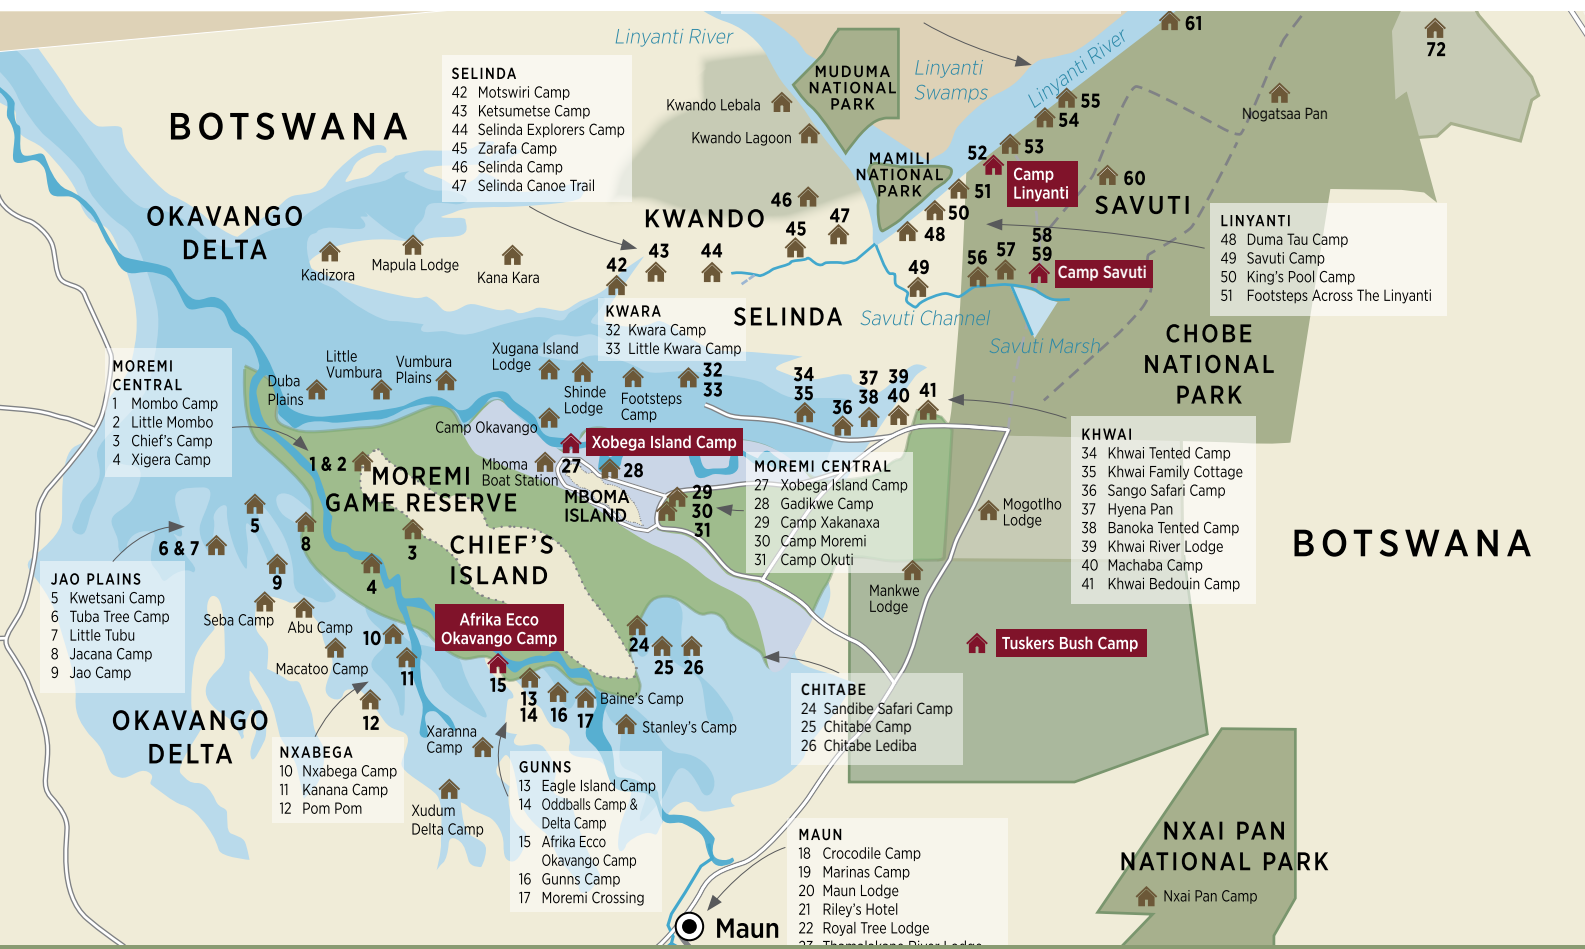 Linyanti River
61
72
SELINDA
42 Motswiri Camp
43 Ketsumetse Camp
44 Selinda Explorers Camp
45 Zarafa Camp
46 Selinda Camp
47 Selinda Canoe Trail
MUDUMA
NATIONAL
PARK
Linyanti
Swamps
Linyanti River
Kwando Lebala
Kwando Lagoon
55
54
Nogatsaa Pan
BOTSWANA
53
52
MAMILI
NATIONAL
PARK
Camp
Linyanti
60
51
46
SAVUTI
OKAVANGO
DELTA
KWANDO
47
45
50
48
58
59
57
56
LINYANTI
48 Duma Tau Camp
49 Savuti Camp
50 King's Pool Camp
51 Footsteps Across The Linyanti
Kadizora
Mapula Lodge
Kana Kara
42
43
44
49
Camp Savuti
KWARA
32 Kwara Camp
33 Little Kwara Camp
SELINDA
Savuti Channel
Savuti Marsh
CHOBE
NATIONAL
PARK
MOREMI
CENTRAL
1 Mombo Camp
2 Little Mombo
3 Chief's Camp
4 Xigera Camp
Duba
Plains
Little
Vumbura
Vumbura
Plains
Xugana Island
Lodge
Shinde
Lodge
Footsteps
Camp
32
33
34
35
36
37
38
39
40
41
Camp Okavango
Xobega Island Camp
KHWAI
34 Khwai Tented Camp
35 Khwai Family Cottage
36 Sango Safari Camp
37 Hyena Pan
38 Banoka Tented Camp
39 Khwai River Lodge
40 Machaba Camp
41 Khwai Bedouin Camp
1 & 2
MOREMI
GAME RESERVE
Mboma
Boat Station
27
28
MBOMA
ISLAND
29
30
31
MOREMI CENTRAL
27 Xobega Island Camp
28 Gadikwe Camp
29 Camp Xakanaxa
30 Camp Moremi
31 Camp Okuti
Mogotlho
Lodge
BOTSWANA
5
6 & 7
8
3
CHIEF'S
ISLAND
9
4
JAO PLAINS
5 Kwetsani Camp
6 Tuba Tree Camp
7 Little Tubu
8 Jacana Camp
9 Jao Camp
Seba Camp
Abu Camp
Macatoo Camp
Mankwe
Lodge
Afrika Ecco
Okavango Camp
10
11
12
15
24
25
26
Tuskers Bush Camp
13
14
16
17
Baine's Camp
Stanley's Camp
CHITABE
24 Sandibe Safari Camp
25 Chitabe Camp
26 Chitabe Lediba
OKAVANGO
DELTA
Xaranna
Camp
NXABEGA
10 Nxabega Camp
11 Kanana Camp
12 Pom Pom
Xudum
Delta Camp
GUNNS
13 Eagle Island Camp
14 Oddballs Camp &
Delta Camp
15 Afrika Ecco
Okavango Camp
16 Gunns Camp
17 Moremi Crossing
MAUN
18 Crocodile Camp
19 Marinas Camp
20 Maun Lodge
21 Riley's Hotel
22 Royal Tree Lodge
23 Thamalakane River Lodge
Maun
NXAI PAN
NATIONAL PARK
Nxai Pan Camp